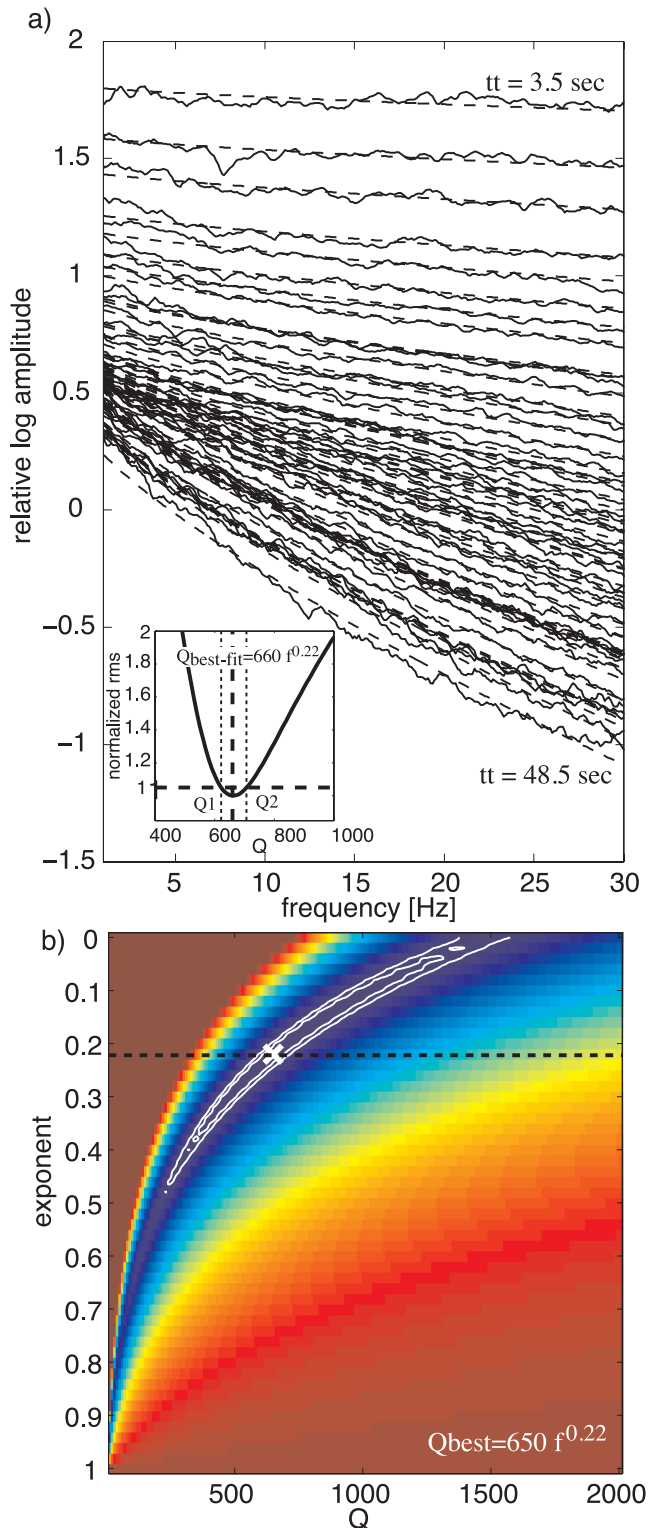 a)
2
1.5
1
0.5
0
−0.5
−1
−1.5
relative log amplitude
tt = 3.5 sec
tt = 48.5 sec
2
1.8
1.6
1.4
1.2
1
normalized rms
Qbest-fit=660 f^0.22
Q1
Q2
400
600
800
1000
Q
5
10
15
20
25
30
frequency [Hz]
b)
0
0.1
0.2
0.3
0.4
0.5
0.6
0.7
0.8
0.9
1
exponent
Qbest=650 f^0.22
500
1000
1500
2000
Q